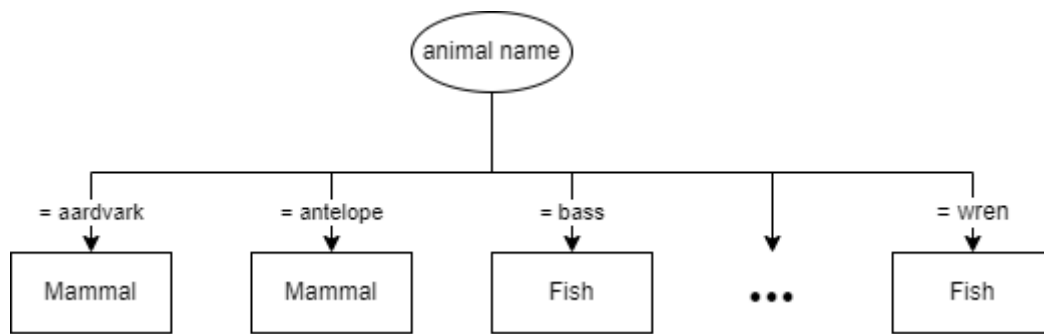 animal name
= aardvark
= antelope
= bass
= wren
Mammal
Mammal
Fish
•••
Fish